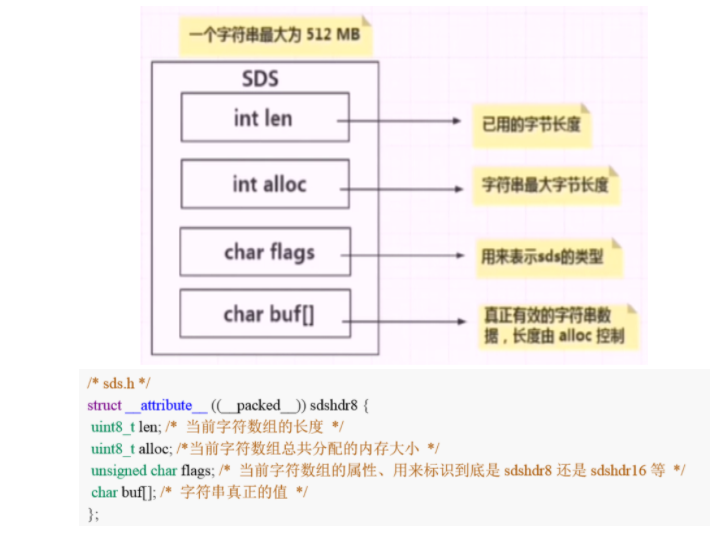 一个字符串最大为 512 MB
SDS
int len
已用的字节长度
int alloc
字符串最大字节长度
char flags
用来表示sds的类型
char buf[]
真正有效的字符串数
据，长度由 alloc 控制
/* sds.h */
struct __attribute__ ((__packed__)) sdshdr8 {
uint8_t len; /* 当前字符数组的长度 */
uint8_t alloc; /*当前字符数组总共分配的内存大小 */
unsigned char flags; /* 当前字符数组的属性、用来标识到底是 sdshdr8 还是 sdshdr16 等 */
char buf[]; /* 字符串真正的值 */
};